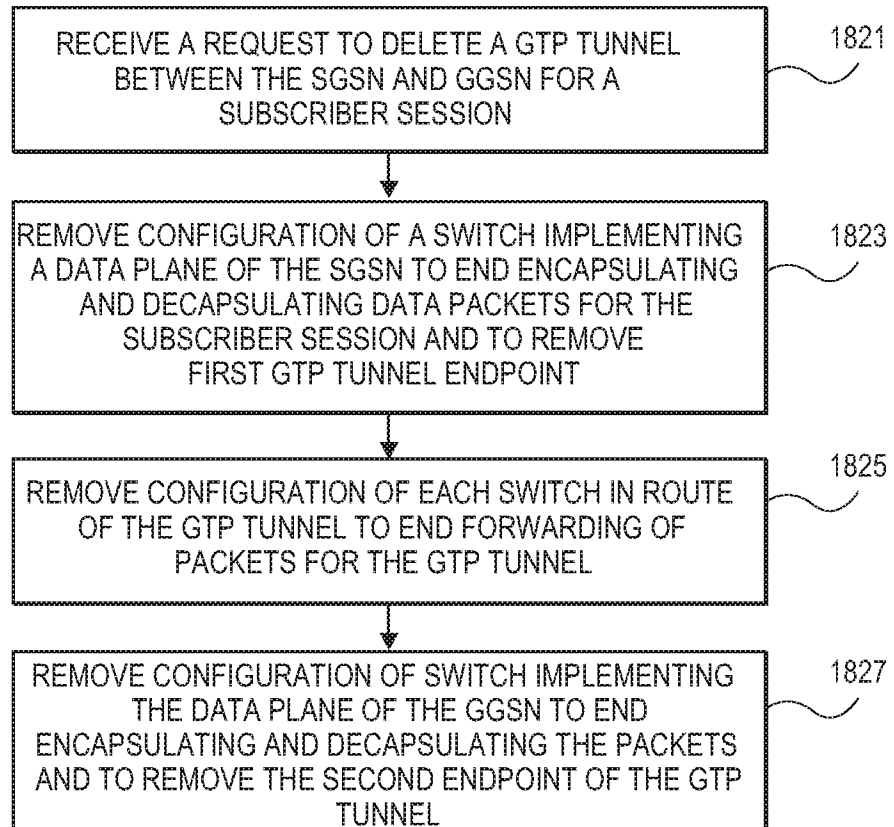 RECEIVE A REQUEST TO DELETE A GTP TUNNEL
BETWEEN THE SGSN AND GGSN FOR A
SUBSCRIBER SESSION
1821
REMOVE CONFIGURATION OF A SWITCH IMPLEMENTING
A DATA PLANE OF THE SGSN TO END ENCAPSULATING
AND DECAPSULATING DATA PACKETS FOR THE
SUBSCRIBER SESSION AND TO REMOVE
FIRST GTP TUNNEL ENDPOINT
1823
REMOVE CONFIGURATION OF EACH SWITCH IN ROUTE
OF THE GTP TUNNEL TO END FORWARDING OF
PACKETS FOR THE GTP TUNNEL
1825
REMOVE CONFIGURATION OF SWITCH IMPLEMENTING
THE DATA PLANE OF THE GGSN TO END
ENCAPSULATING AND DECAPSULATING THE PACKETS
AND TO REMOVE THE SECOND ENDPOINT OF THE GTP
TUNNEL
1827